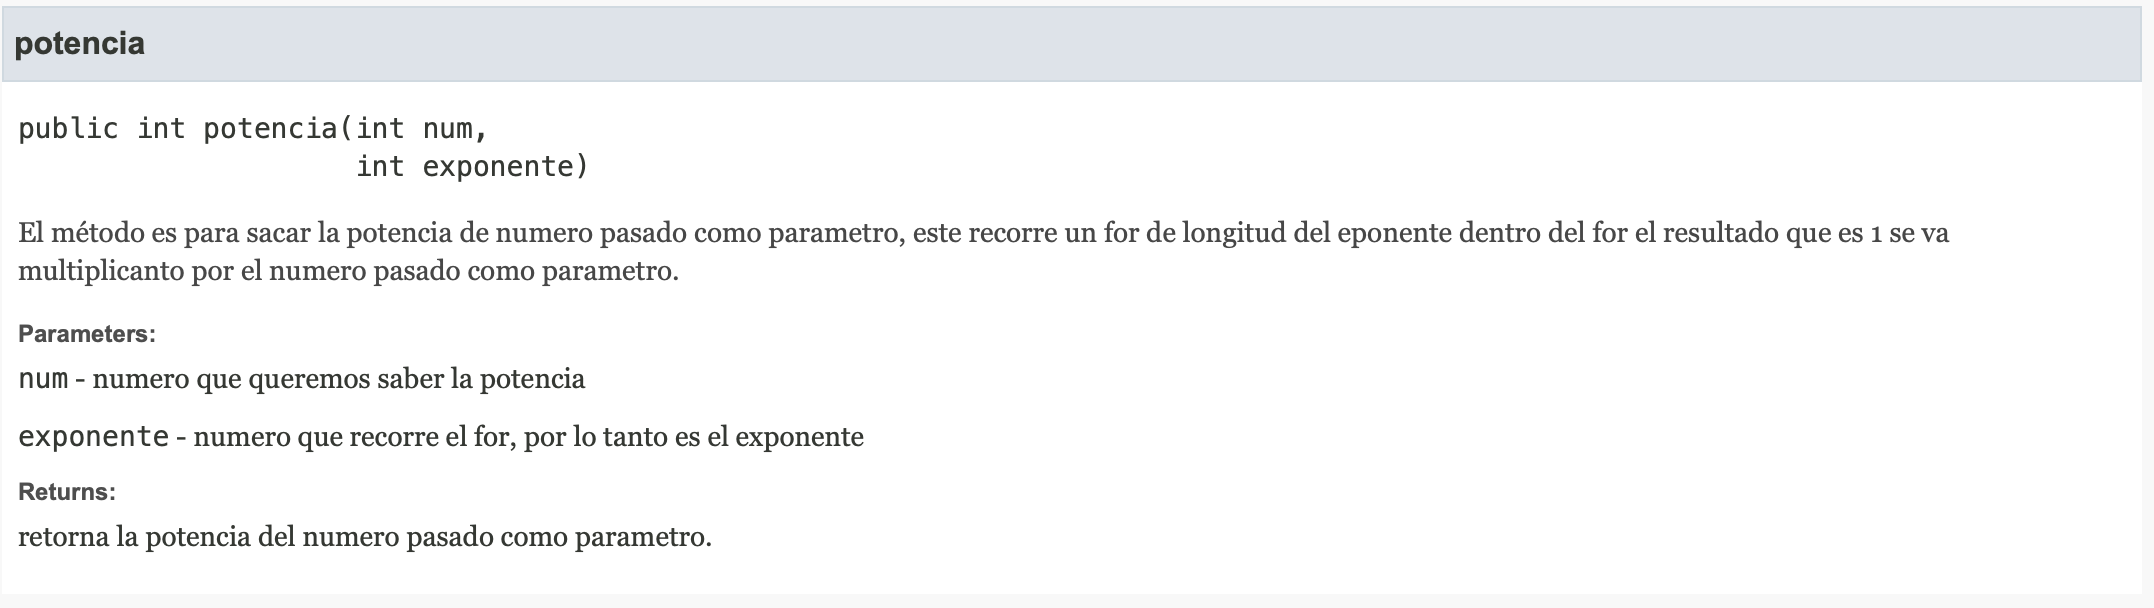 potencia
public int potencia(int num,
int exponente)
El método es para sacar la potencia de numero pasado como parametro, este recorre un for de longitud del eponente dentro del for el resultado que es 1 se va
multiplicanto por el numero pasado como parametro.
Parameters:
num - numero que queremos saber la potencia
exponente - numero que recorre el for, por lo tanto es el exponente
Returns:
retorna la potencia del numero pasado como parametro.